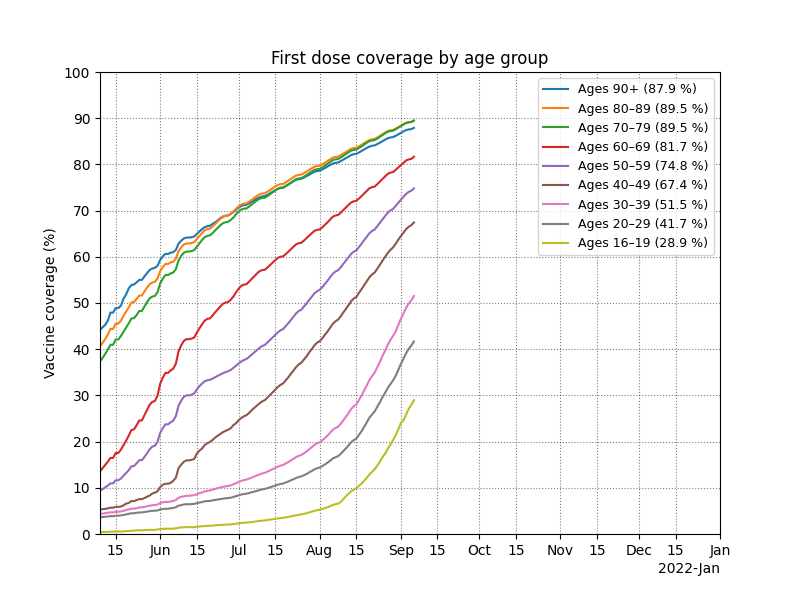 First dose coverage by age group
Vaccine coverage (%)
100
90
80
70
60
50
40
30
20
10
0
Ages 90+ (87.9 %)
Ages 80–89 (89.5 %)
Ages 70–79 (89.5 %)
Ages 60–69 (81.7 %)
Ages 50–59 (74.8 %)
Ages 40–49 (67.4 %)
Ages 30–39 (51.5 %)
Ages 20–29 (41.7 %)
Ages 16–19 (28.9 %)
15 Jun 15 Jul 15 Aug 15 Sep 15 Oct 15 Nov 15 Dec 15 Jan
2022-Jan